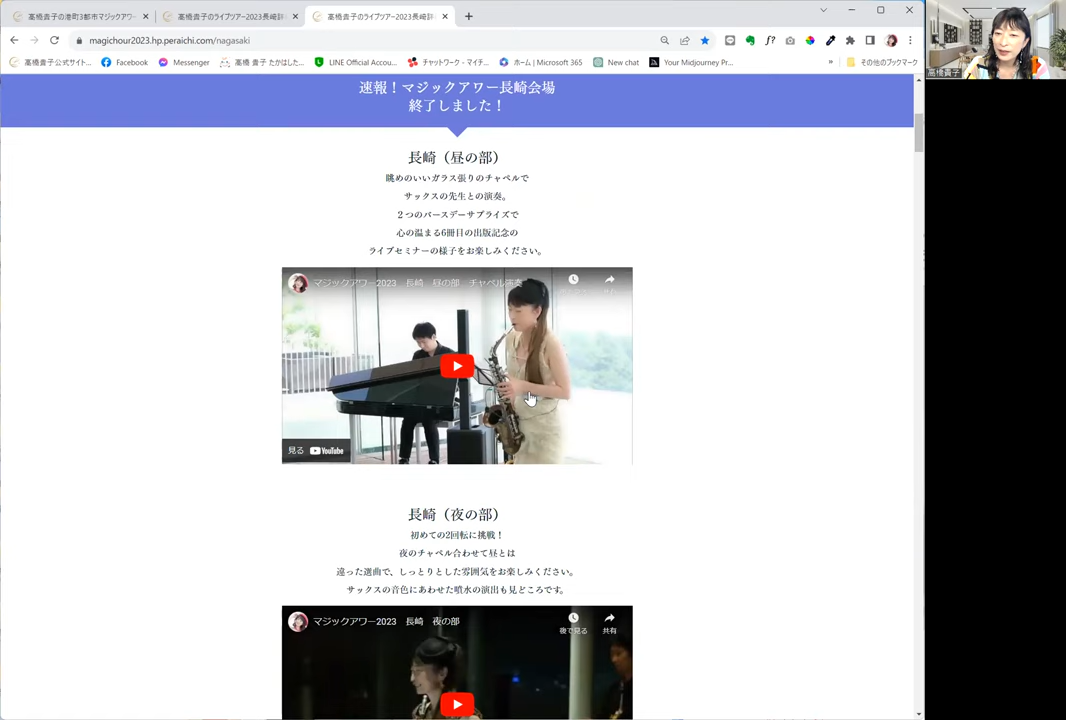 髙橋貴子の港町3都市マジックアワー
髙橋貴子のライブツアー2023長崎
髙橋貴子のライブツアー2023長崎
magichour2023.hp.peraichi.com/nagasaki
髙橋貴子公式サイト...
Facebook
Messenger
髙橋 貴子 たかはした...
LINE Official Accou...
チャットワーク - マイチ...
ホーム | Microsoft 365
New chat
Your Midjourney Pr...
»
その他のブックマーク
髙橋貴子
速報！マジックアワー長崎会場
終了しました！
長崎（昼の部）
眺めのいいガラス張りのチャペルで
サックスの先生との演奏。
２つのバースデーサプライズで
心の温まる6冊目の出版記念の
ライブセミナーの様子をお楽しみください。
マジックアワー2023 長崎 昼の部 チャペル演奏
後で見る
共有
見る YouTube
長崎（夜の部）
初めての2回転に挑戦！
夜のチャペル合わせて昼とは
違った選曲で、しっとりとした雰囲気をお楽しみください。
サックスの音色にあわせた噴水の演出も見どころです。
マジックアワー2023 長崎 夜の部
後で見る
共有